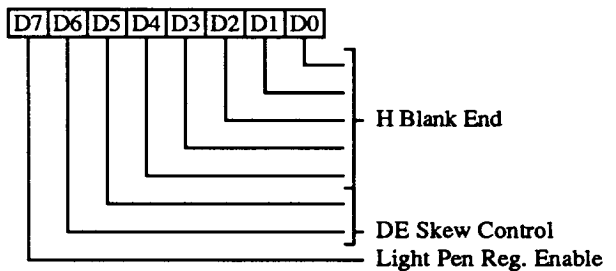 D7 D6 D5 D4 D3 D2 D1 D0
H Blank End
DE Skew Control
Light Pen Reg. Enable